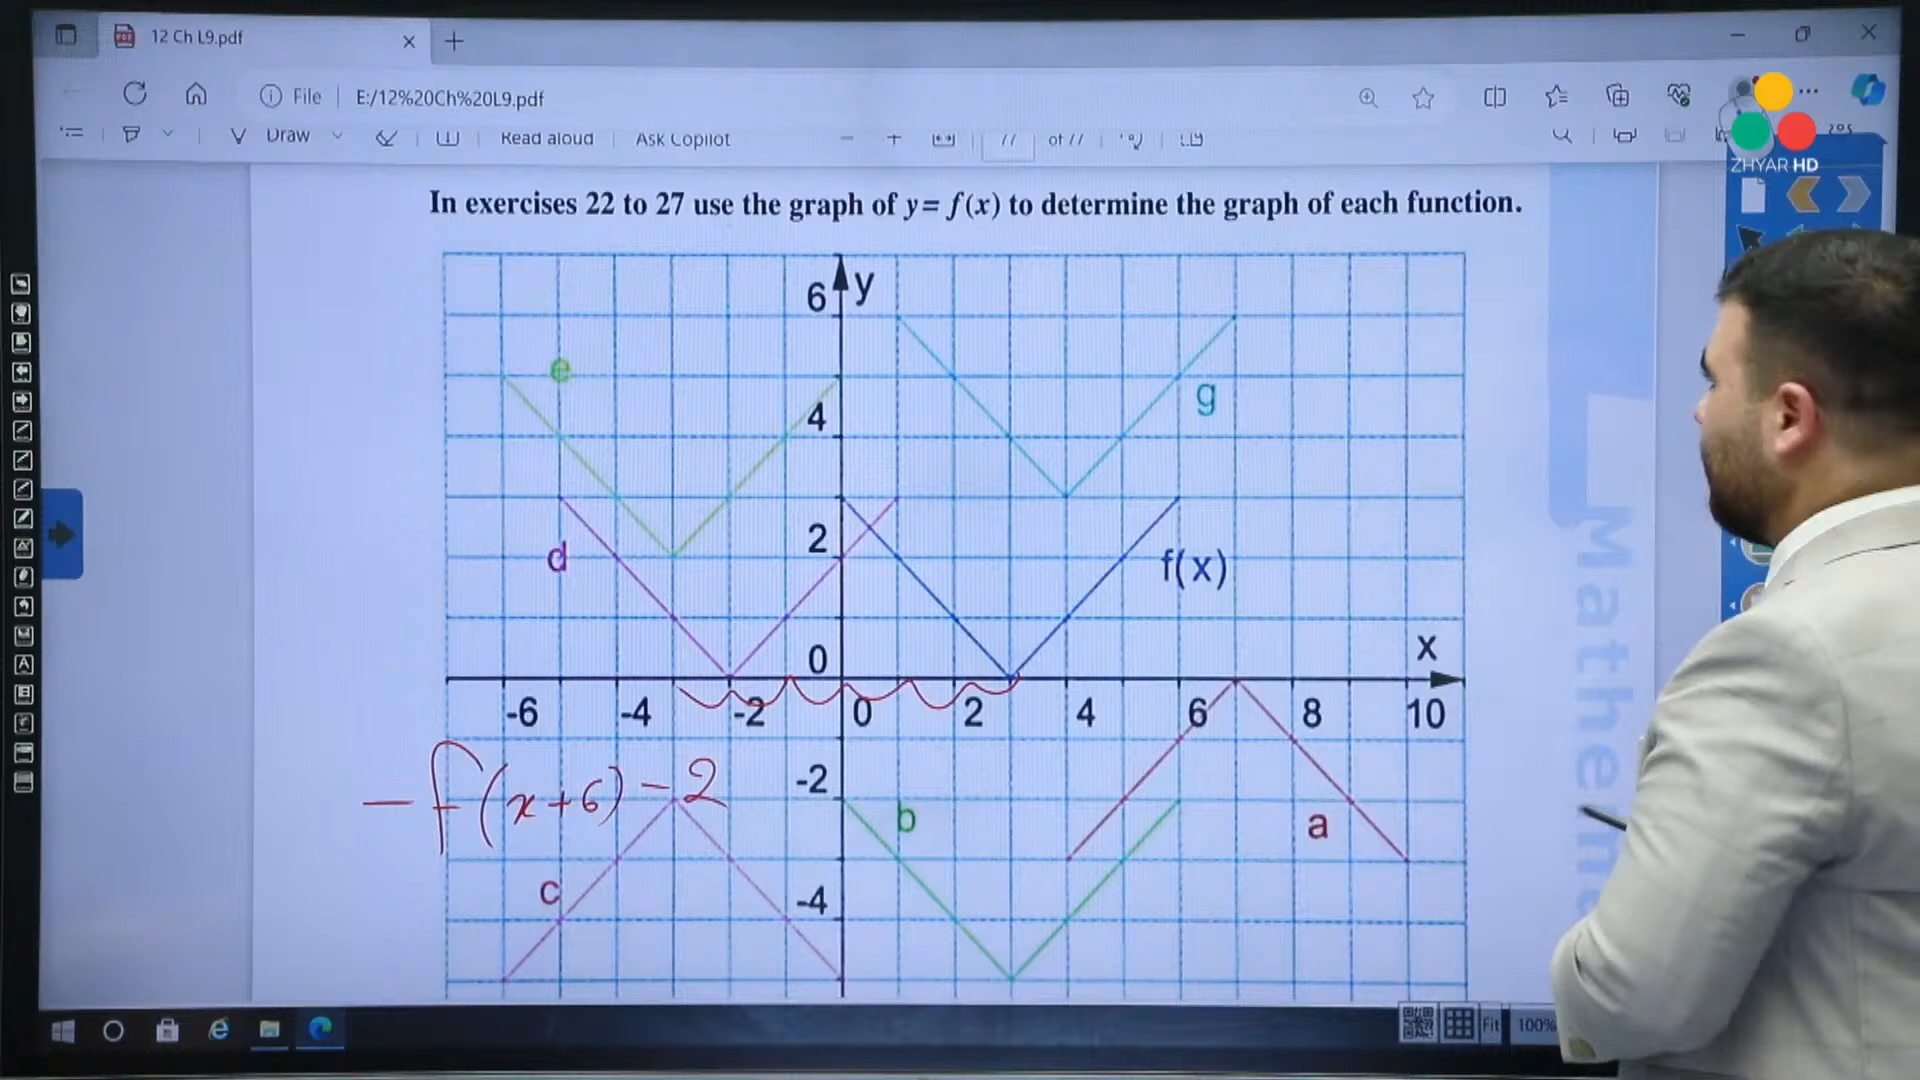 12 Ch L9.pdf
File
E:/12%20Ch%20L9.pdf
Draw
Read aloud
Ask Copilot
ZHYAR HD
In exercises 22 to 27 use the graph of y= f(x) to determine the graph of each function.
6 y
e
g
4
2
d
f(x)
0
x
-6 -4 -2 0 2 4 6 8 10
-f(x+6)-2
-2
b
a
c
-4
Mathem
Fit 100%